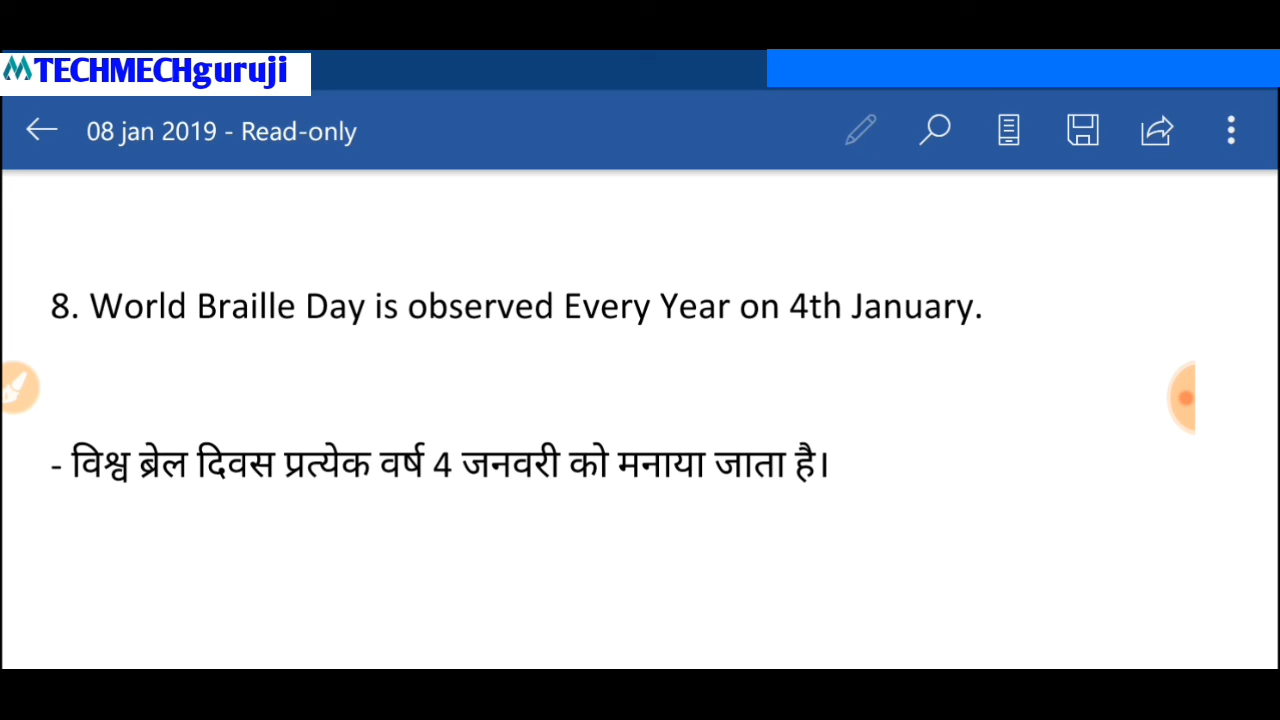 TECHMECHguruji
08 jan 2019 - Read-only
8. World Braille Day is observed Every Year on 4th January.
- विश्व ब्रेल दिवस प्रत्येक वर्ष 4 जनवरी को मनाया जाता है।